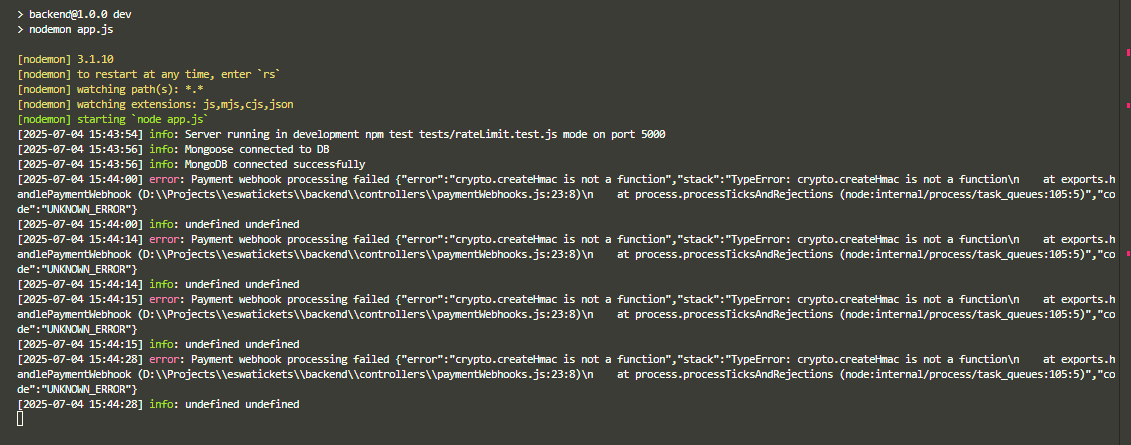 > backend@1.0.0 dev
> nodemon app.js
[nodemon] 3.1.10
[nodemon] to restart at any time, enter `rs`
[nodemon] watching path(s): *.*
[nodemon] watching extensions: js,mjs,cjs,json
[nodemon] starting `node app.js`
[2025-07-04 15:43:54] info: Server running in development npm test tests/rateLimit.test.js mode on port 5000
[2025-07-04 15:43:56] info: Mongoose connected to DB
[2025-07-04 15:43:56] info: MongoDB connected successfully
[2025-07-04 15:44:00] error: Payment webhook processing failed {"error":"crypto.createHmac is not a function","stack":"TypeError: crypto.createHmac is not a function\n    at exports.h
andlePaymentWebhook (D:\\Projects\\eswatickets\\backend\\controllers\\paymentWebhooks.js:23:8)\n    at process.processTicksAndRejections (node:internal/process/task_queues:105:5)","co
de":"UNKNOWN_ERROR"}
[2025-07-04 15:44:00] info: undefined undefined
[2025-07-04 15:44:14] error: Payment webhook processing failed {"error":"crypto.createHmac is not a function","stack":"TypeError: crypto.createHmac is not a function\n    at exports.h
andlePaymentWebhook (D:\\Projects\\eswatickets\\backend\\controllers\\paymentWebhooks.js:23:8)\n    at process.processTicksAndRejections (node:internal/process/task_queues:105:5)","co
de":"UNKNOWN_ERROR"}
[2025-07-04 15:44:14] info: undefined undefined
[2025-07-04 15:44:15] error: Payment webhook processing failed {"error":"crypto.createHmac is not a function","stack":"TypeError: crypto.createHmac is not a function\n    at exports.h
andlePaymentWebhook (D:\\Projects\\eswatickets\\backend\\controllers\\paymentWebhooks.js:23:8)\n    at process.processTicksAndRejections (node:internal/process/task_queues:105:5)","co
de":"UNKNOWN_ERROR"}
[2025-07-04 15:44:15] info: undefined undefined
[2025-07-04 15:44:28] error: Payment webhook processing failed {"error":"crypto.createHmac is not a function","stack":"TypeError: crypto.createHmac is not a function\n    at exports.h
andlePaymentWebhook (D:\\Projects\\eswatickets\\backend\\controllers\\paymentWebhooks.js:23:8)\n    at process.processTicksAndRejections (node:internal/process/task_queues:105:5)","co
de":"UNKNOWN_ERROR"}
[2025-07-04 15:44:28] info: undefined undefined